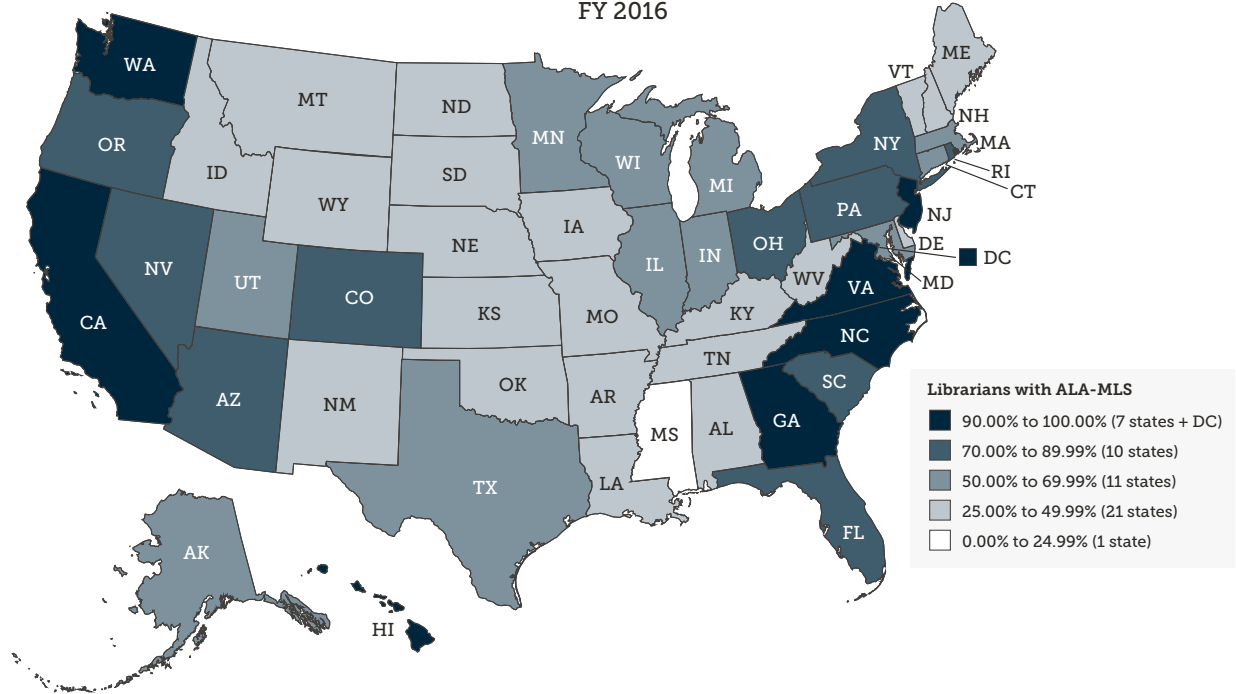 FY 2016
WA
MT
ND
MN
VT
ME
NH
OR
ID
SD
WI
MI
NY
MA
RI
CT
WY
IA
NE
PA
NJ
NV
UT
CO
IL
IN
OH
DE
DC
MD
WV
VA
CA
KS
MO
KY
NC
TN
AZ
NM
OK
AR
SC
MS
AL
GA
TX
LA
FL
AK
HI
Librarians with ALA-MLS
90.00% to 100.00% (7 states + DC)
70.00% to 89.99% (10 states)
50.00% to 69.99% (11 states)
25.00% to 49.99% (21 states)
0.00% to 24.99% (1 state)